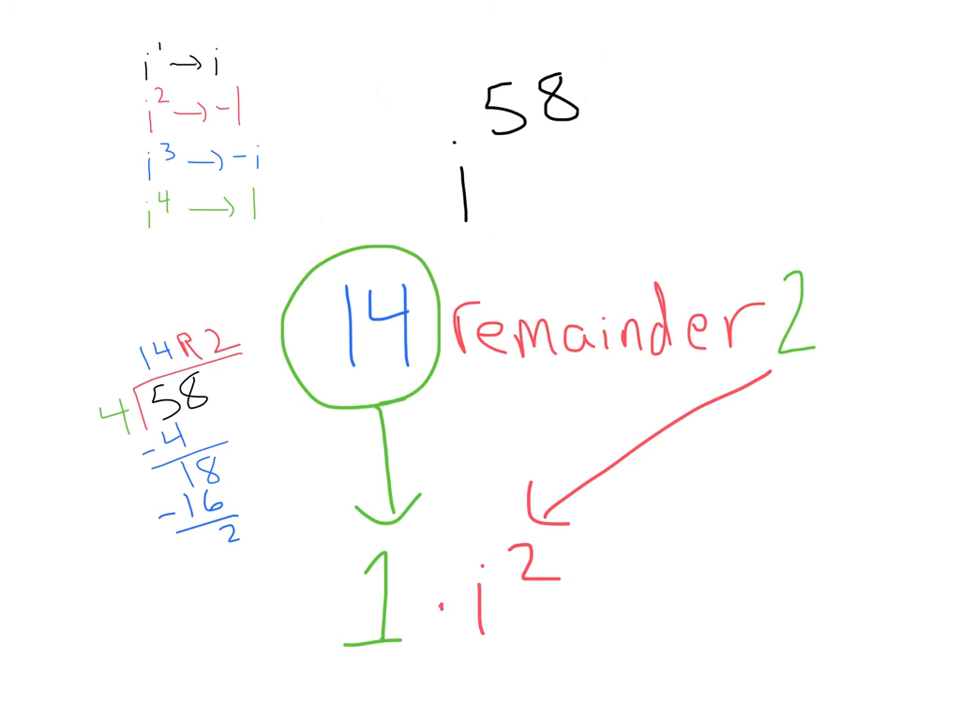 i¹ → i
i² → -1
i³ → -i
i⁴ → 1
i⁵⁸
14 remainder 2
14 R 2
4 58
- 4
18
- 16
2
1 · i²